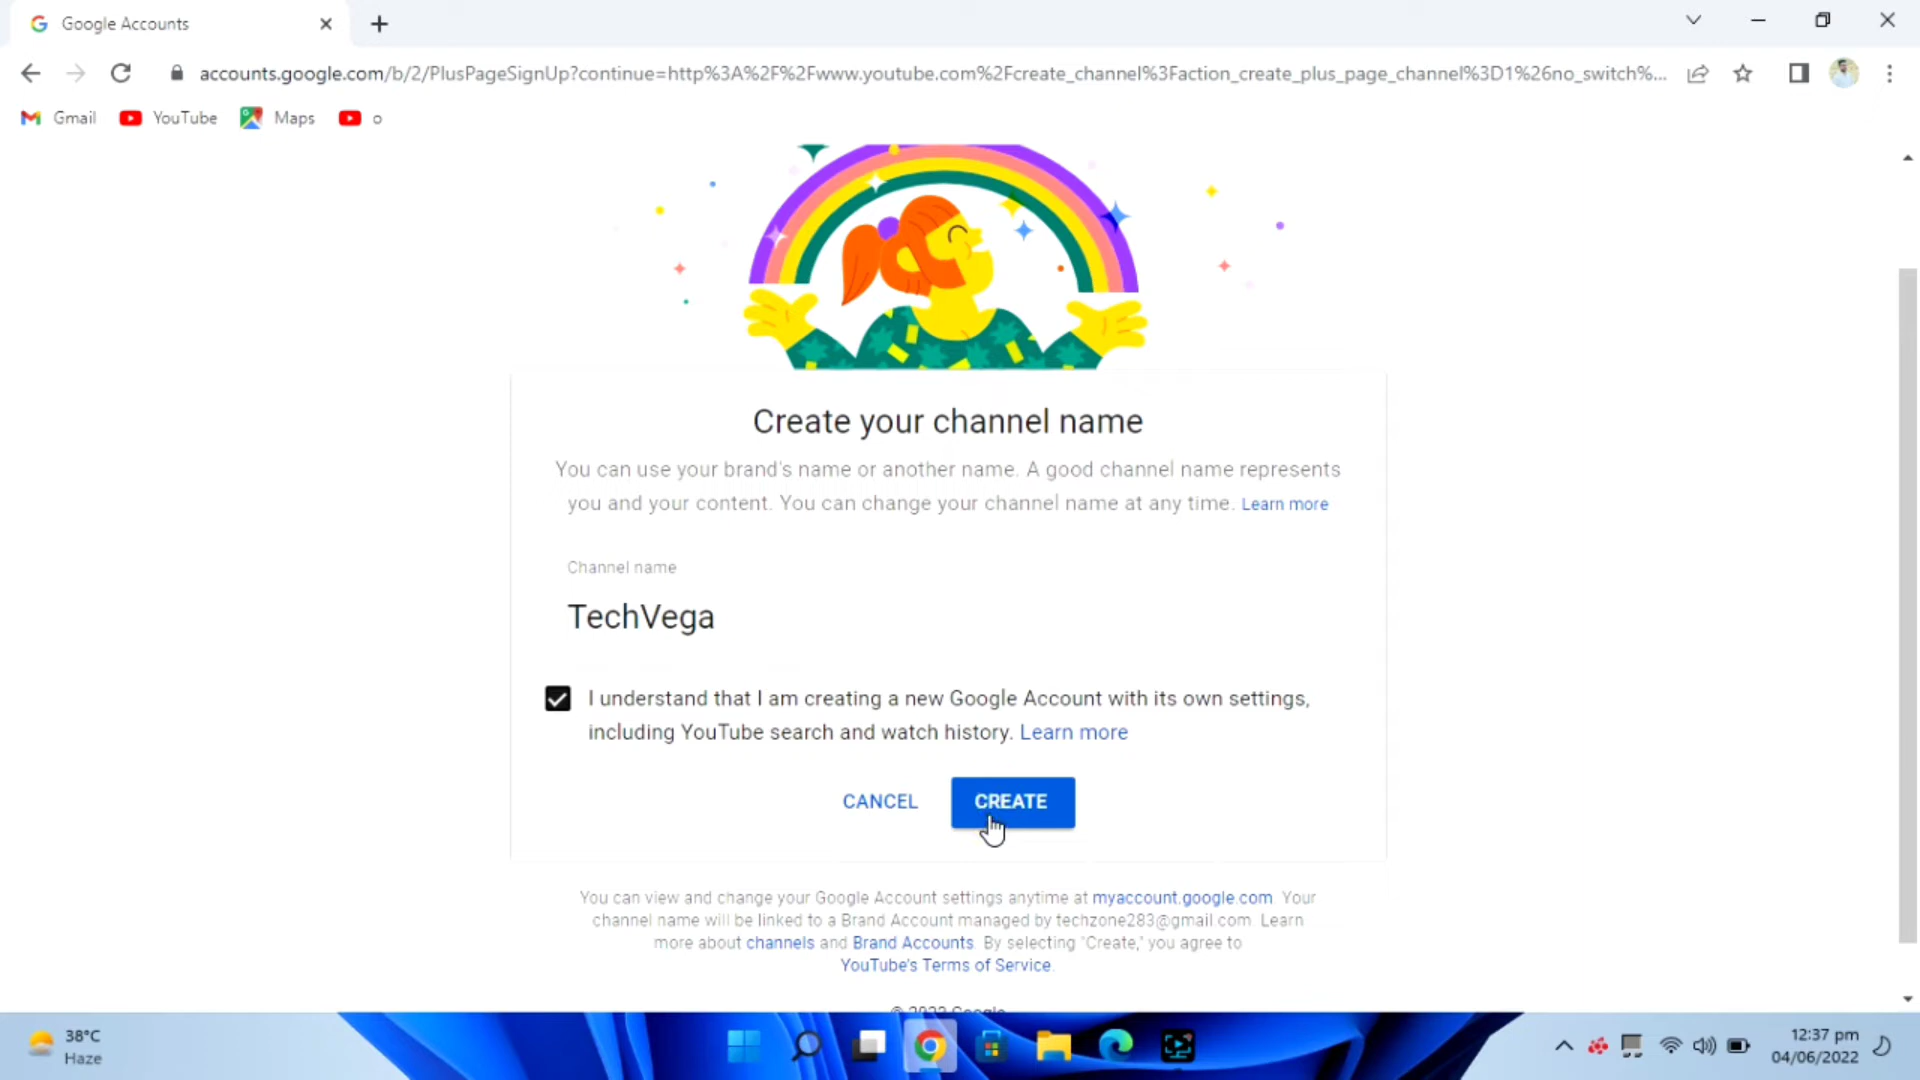 Google Accounts
accounts.google.com/b/2/PlusPageSignUp?continue=http%3A%2F%2Fwww.youtube.com%2Fcreate_channel%3Faction_create_plus_page_channel%3D1%26no_switch%...
Gmail YouTube Maps o
Create your channel name
You can use your brand's name or another name. A good channel name represents
you and your content. You can change your channel name at any time. Learn more
Channel name
TechVega
I understand that I am creating a new Google Account with its own settings,
including YouTube search and watch history. Learn more
CANCEL CREATE
You can view and change your Google Account settings anytime at myaccount.google.com. Your
channel name will be linked to a Brand Account managed by techzone283@gmail.com. Learn
more about channels and Brand Accounts. By selecting "Create," you agree to
YouTube's Terms of Service.
© 2022 Google
38°C
Haze
12:37 pm
04/06/2022